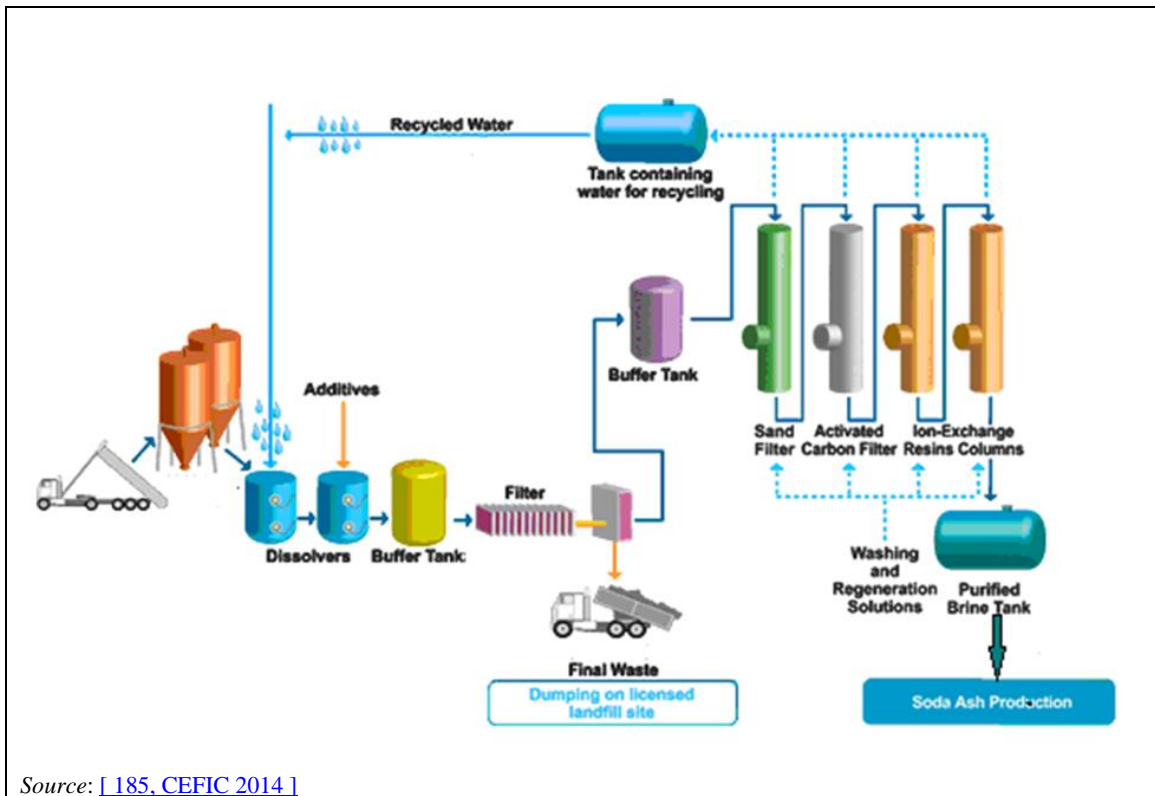 Recycled Water
Tank containing
water for recycling
Buffer Tank
Additives
Sand
Filter
Activated
Carbon Filter
Ion-Exchange
Resins Columns
Filter
Dissolvers
Buffer Tank
Washing
and
Regeneration
Solutions
Purified
Brine Tank
Final Waste
Dumping on licensed
landfill site
Soda Ash Production
Source: [ 185, CEFIC 2014 ]